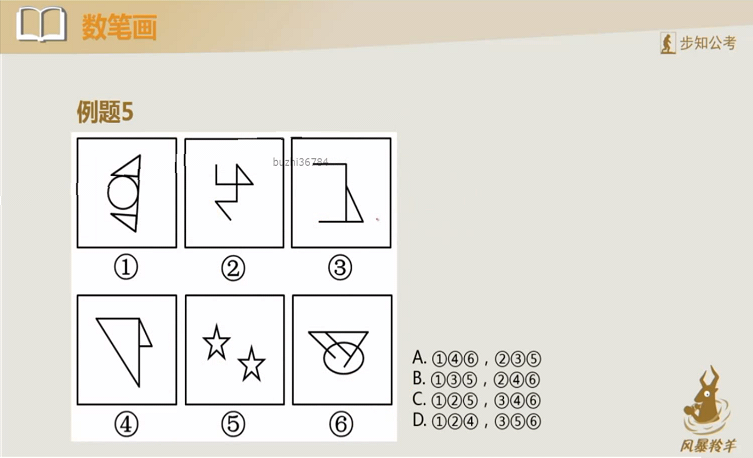 数笔画
步知公考
例题5
buzhi36784
① ② ③
④ ⑤ ⑥
A. ①④⑥，②③⑤
B. ①③⑤，②④⑥
C. ①②⑤，③④⑥
D. ①②④，③⑤⑥
风暴羚羊